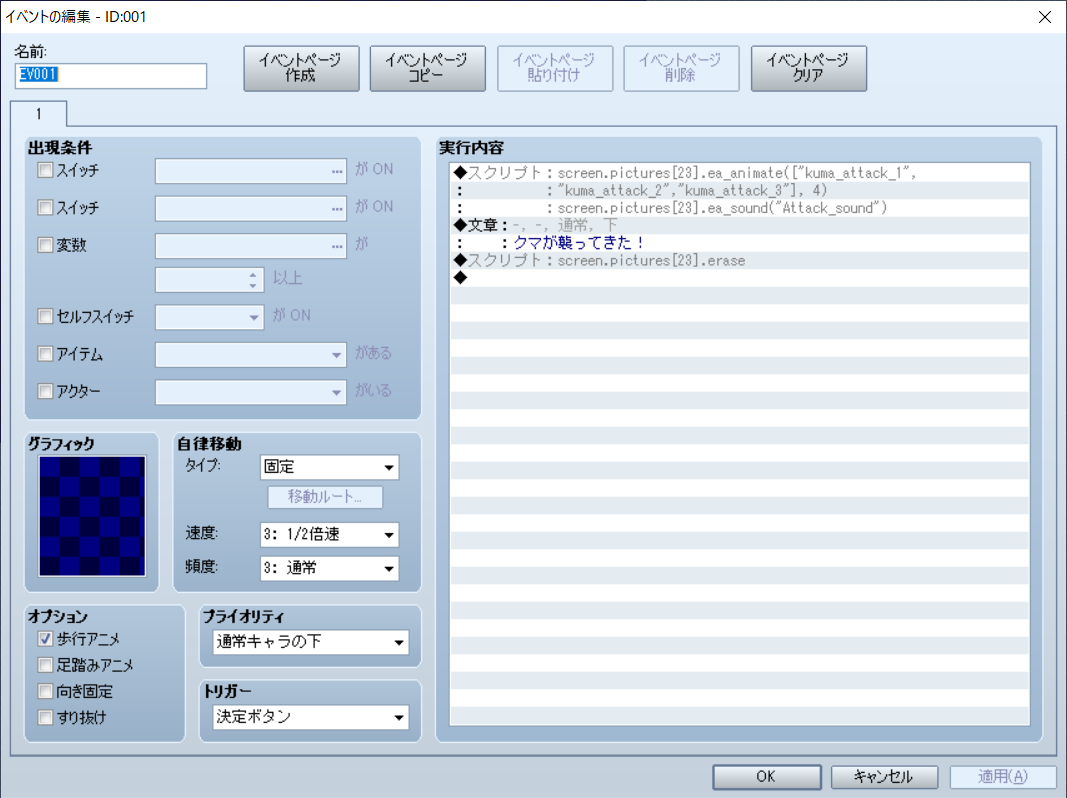 イベントの編集 - ID:001
名前:
EV001
イベントページ
作成
イベントページ
コピー
イベントページ
貼り付け
イベントページ
削除
イベントページ
クリア
1
出現条件
スイッチ
...
が ON
スイッチ
...
が ON
変数
...
が
以上
セルフスイッチ
が ON
アイテム
がある
アクター
がいる
グラフィック
自律移動
タイプ:
固定
移動ルート...
速度:
3: 1/2倍速
頻度:
3: 通常
オプション
歩行アニメ
足踏みアニメ
向き固定
すり抜け
プライオリティ
通常キャラの下
トリガー
決定ボタン
実行内容
◆スクリプト：screen.pictures[23].ea_animate(["kuma_attack_1",
：　　　　　："kuma_attack_2","kuma_attack_3"], 4)
：　　　　　：screen.pictures[23].ea_sound("Attack_sound")
◆文章：-, -, 通常, 下
：　　：クマが襲ってきた！
◆スクリプト：screen.pictures[23].erase
◆
OK
キャンセル
適用(A)